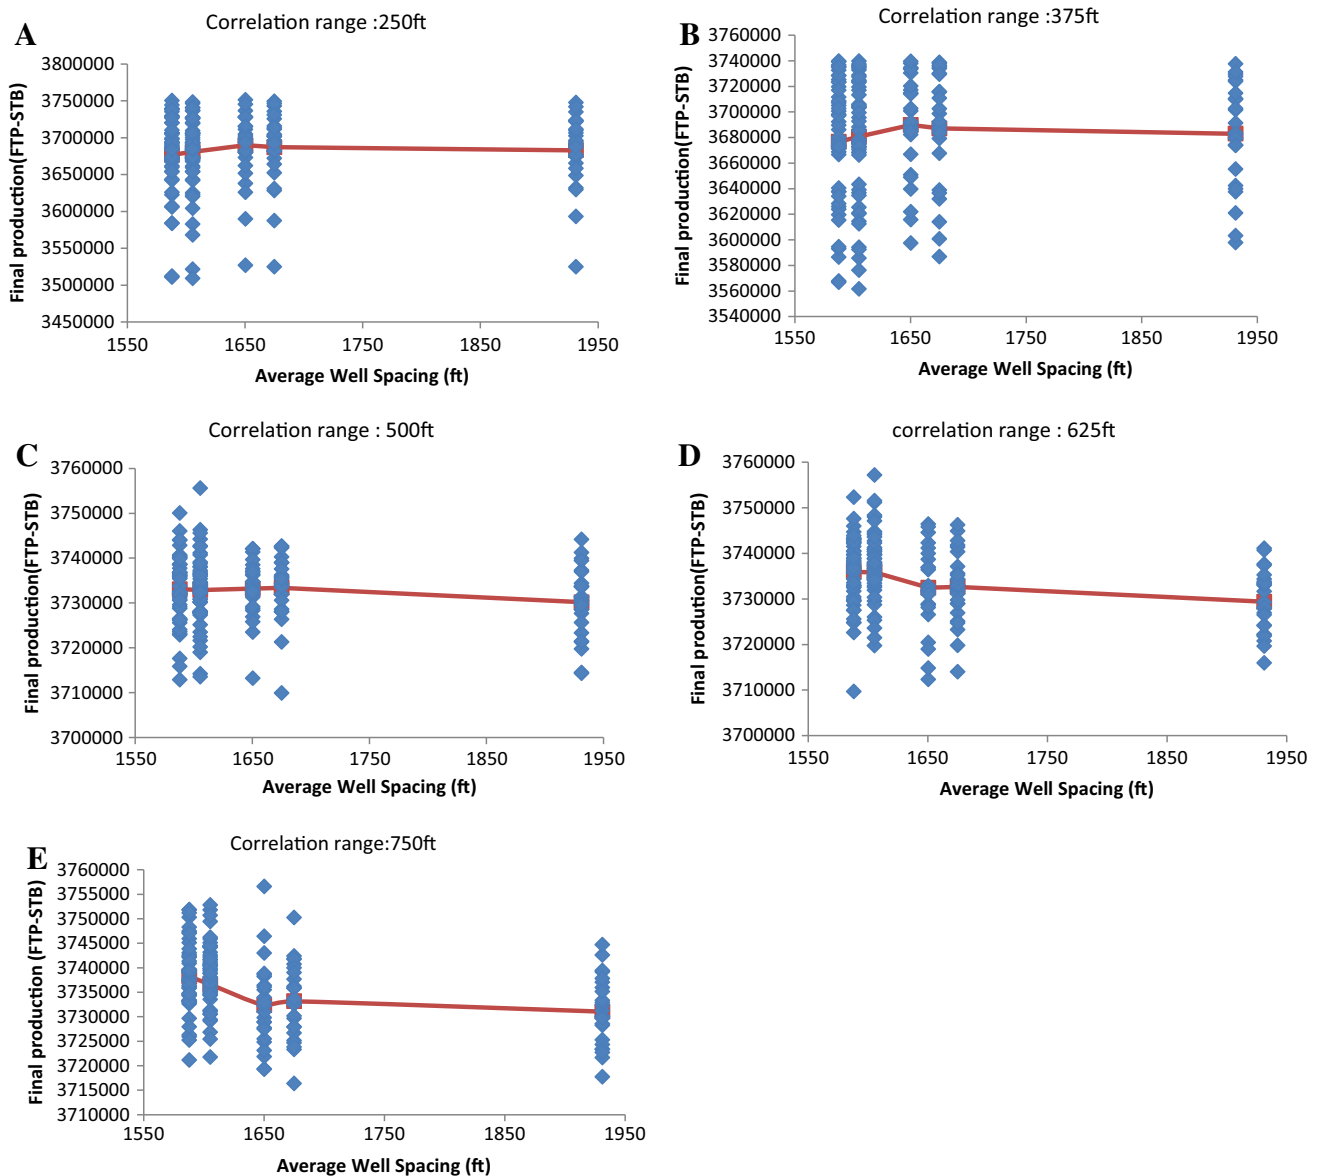 A
Correlation range :250ft
Final production(FTP-STB)
3800000
3750000
3700000
3650000
3600000
3550000
3500000
3450000
1550 1650 1750 1850 1950
Average Well Spacing (ft)
B
Correlation range :375ft
Final production(FTP-STB)
3760000
3740000
3720000
3700000
3680000
3660000
3640000
3620000
3600000
3580000
3560000
3540000
1550 1650 1750 1850 1950
Average Well Spacing (ft)
C
Correlation range : 500ft
Final production(FTP-STB)
3760000
3750000
3740000
3730000
3720000
3710000
3700000
1550 1650 1750 1850 1950
Average Well Spacing (ft)
D
correlation range : 625ft
Final prodution(FTP-STB)
3760000
3750000
3740000
3730000
3720000
3710000
3700000
1550 1650 1750 1850 1950
Average Well Spacing (ft)
E
Correlation range:750ft
Final production (FTP-STB)
3760000
3755000
3750000
3745000
3740000
3735000
3730000
3725000
3720000
3715000
3710000
1550 1650 1750 1850 1950
Average Well Spacing (ft)